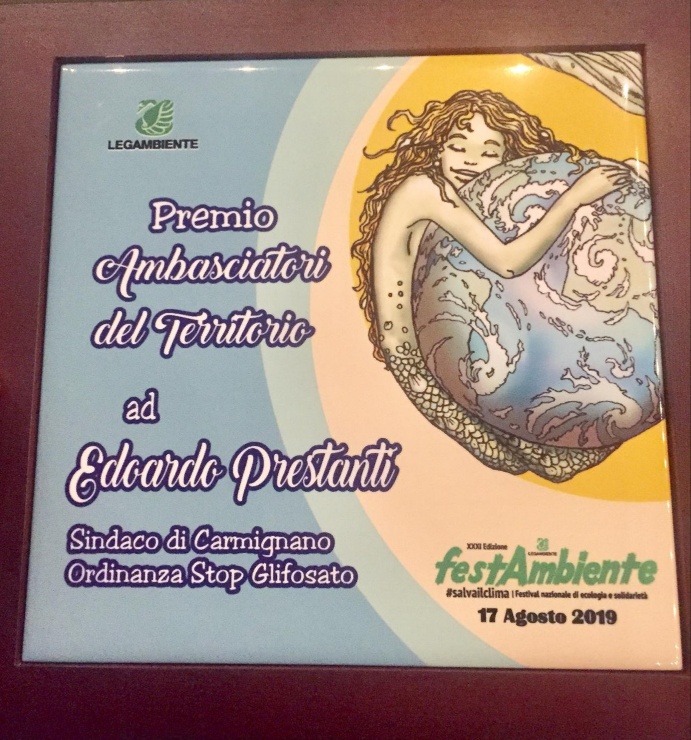 LEGAMBIENTE
Premio
Ambasciatori
del Territorio
ad
Edoardo Prestanti
Sindaco di Carmignano
Ordinanza Stop Glifosato
XXXI Edizione
LEGAMBIENTE
festAmbiente
#salvailclima | Festival nazionale di ecologia e solidarietà
17 Agosto 2019